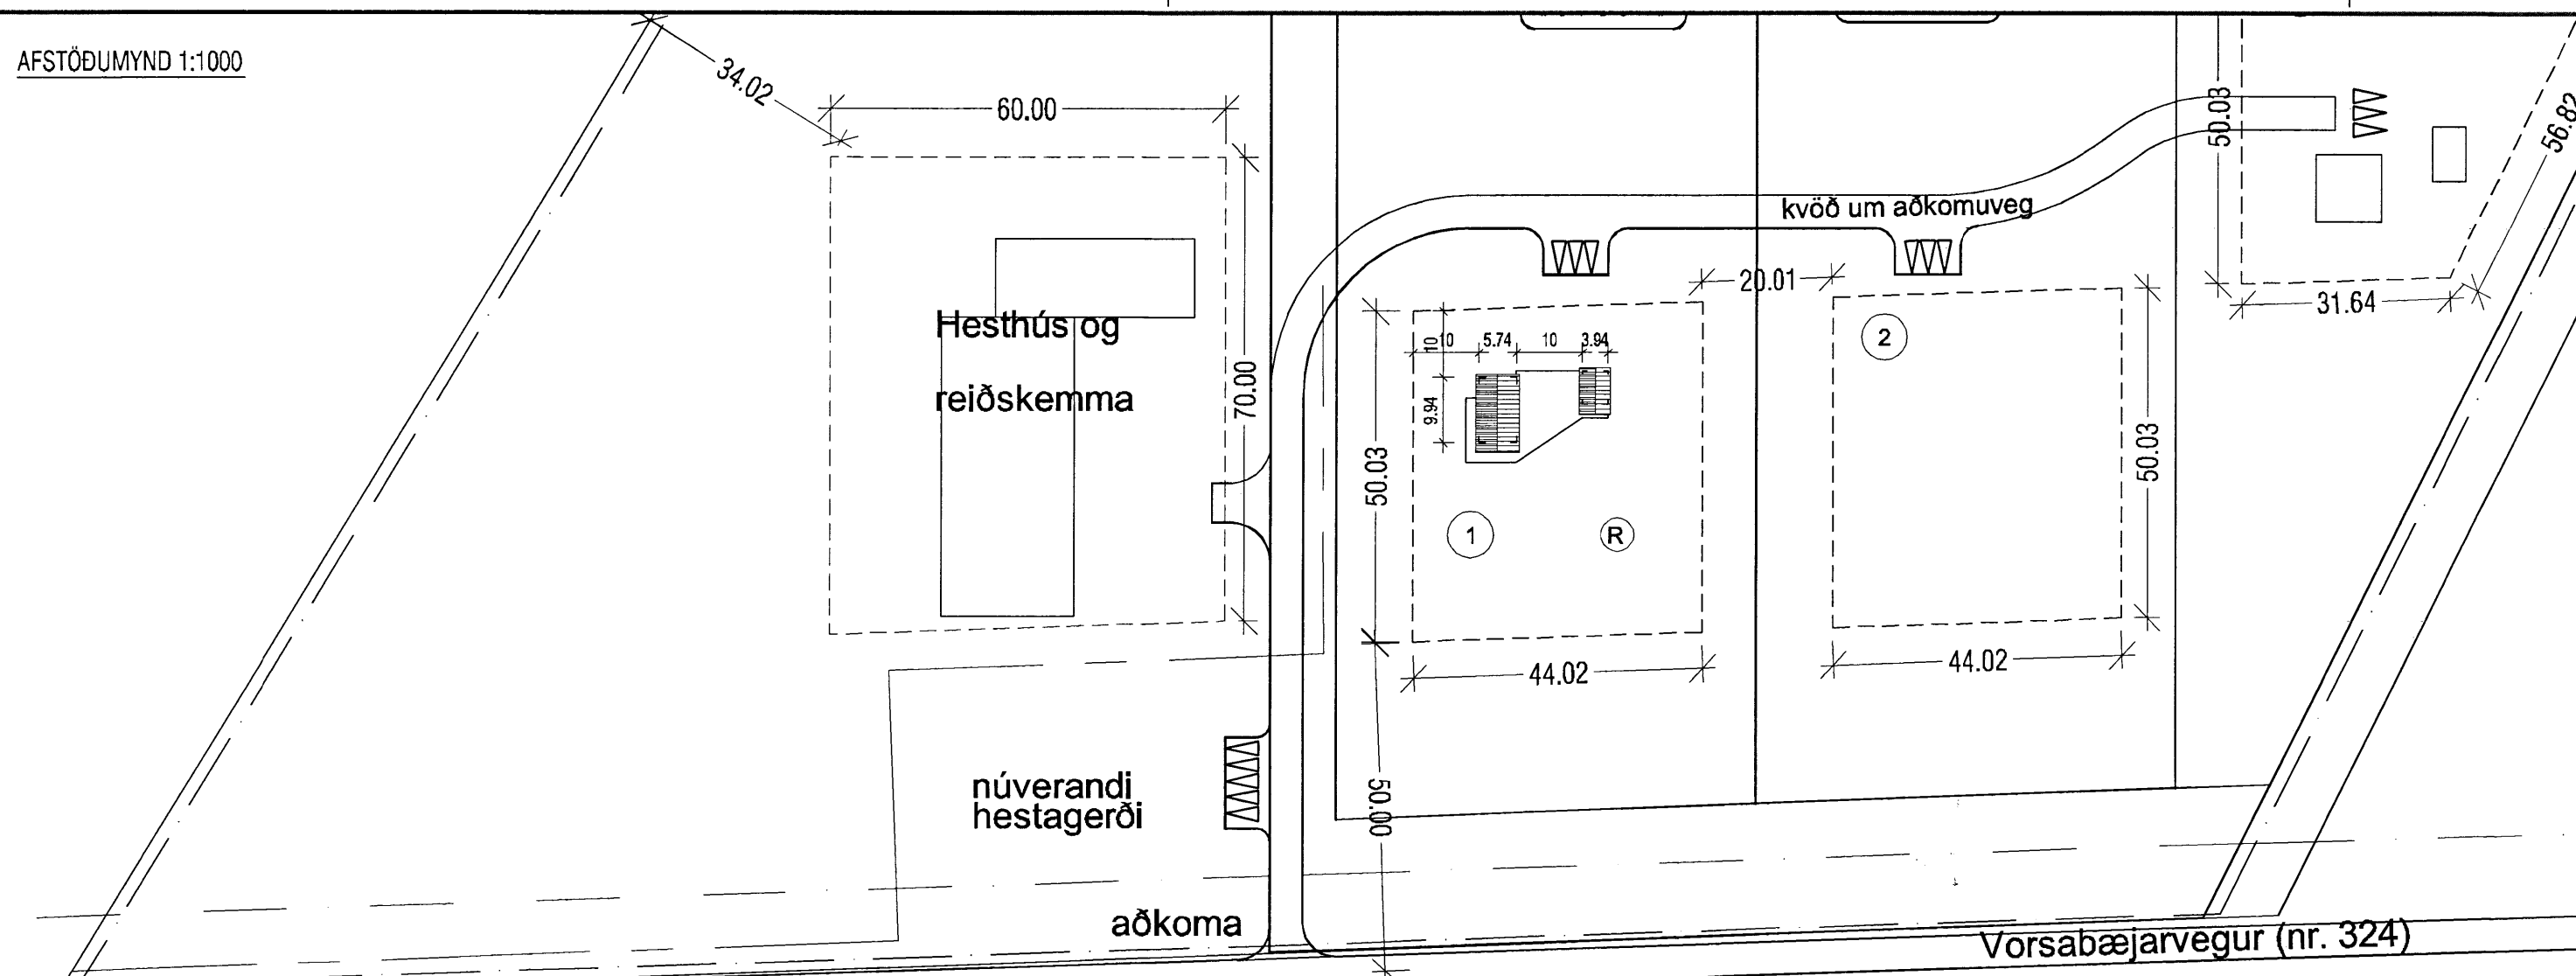 AFSTÖÐUMYND 1:1000
34.02
60.00
50.03
56.82
kvöð um aðkomuveg
20.01
31.64
Hesthús og
reiðskemma
70.00
10
10
5.74
10
3.94
9.94
2
50.03
50.03
1
R
44.02
44.02
núverandi
hestagerði
50.00
aðkoma
Vorsabæjarvegur (nr. 324)